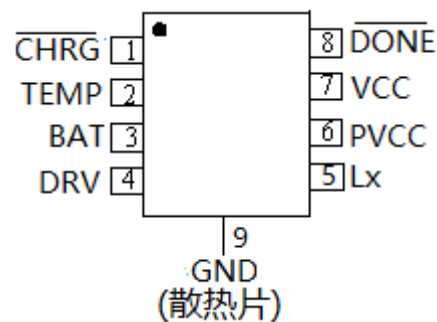 CHRG 1 8 DONE
TEMP 2 7 VCC
BAT 3 6 PVCC
DRV 4 5 Lx
9
GND
(散热片)